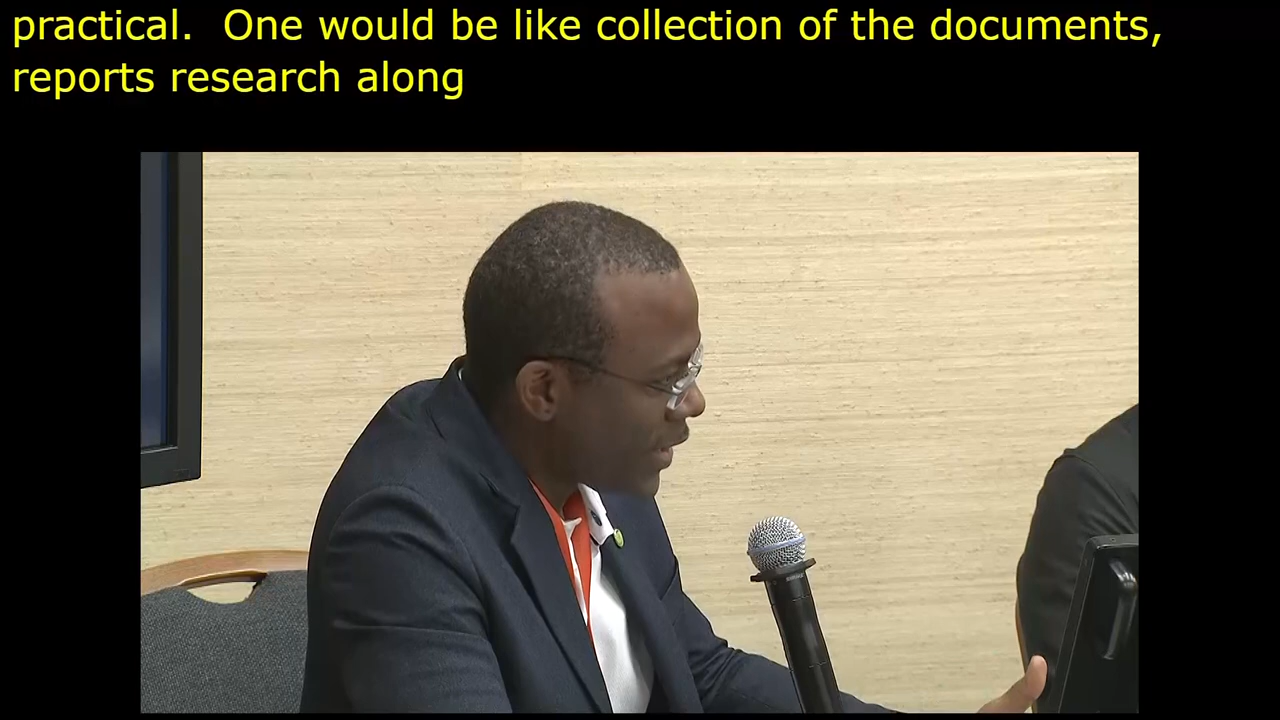 practical.  One would be like collection of the documents,
reports research along